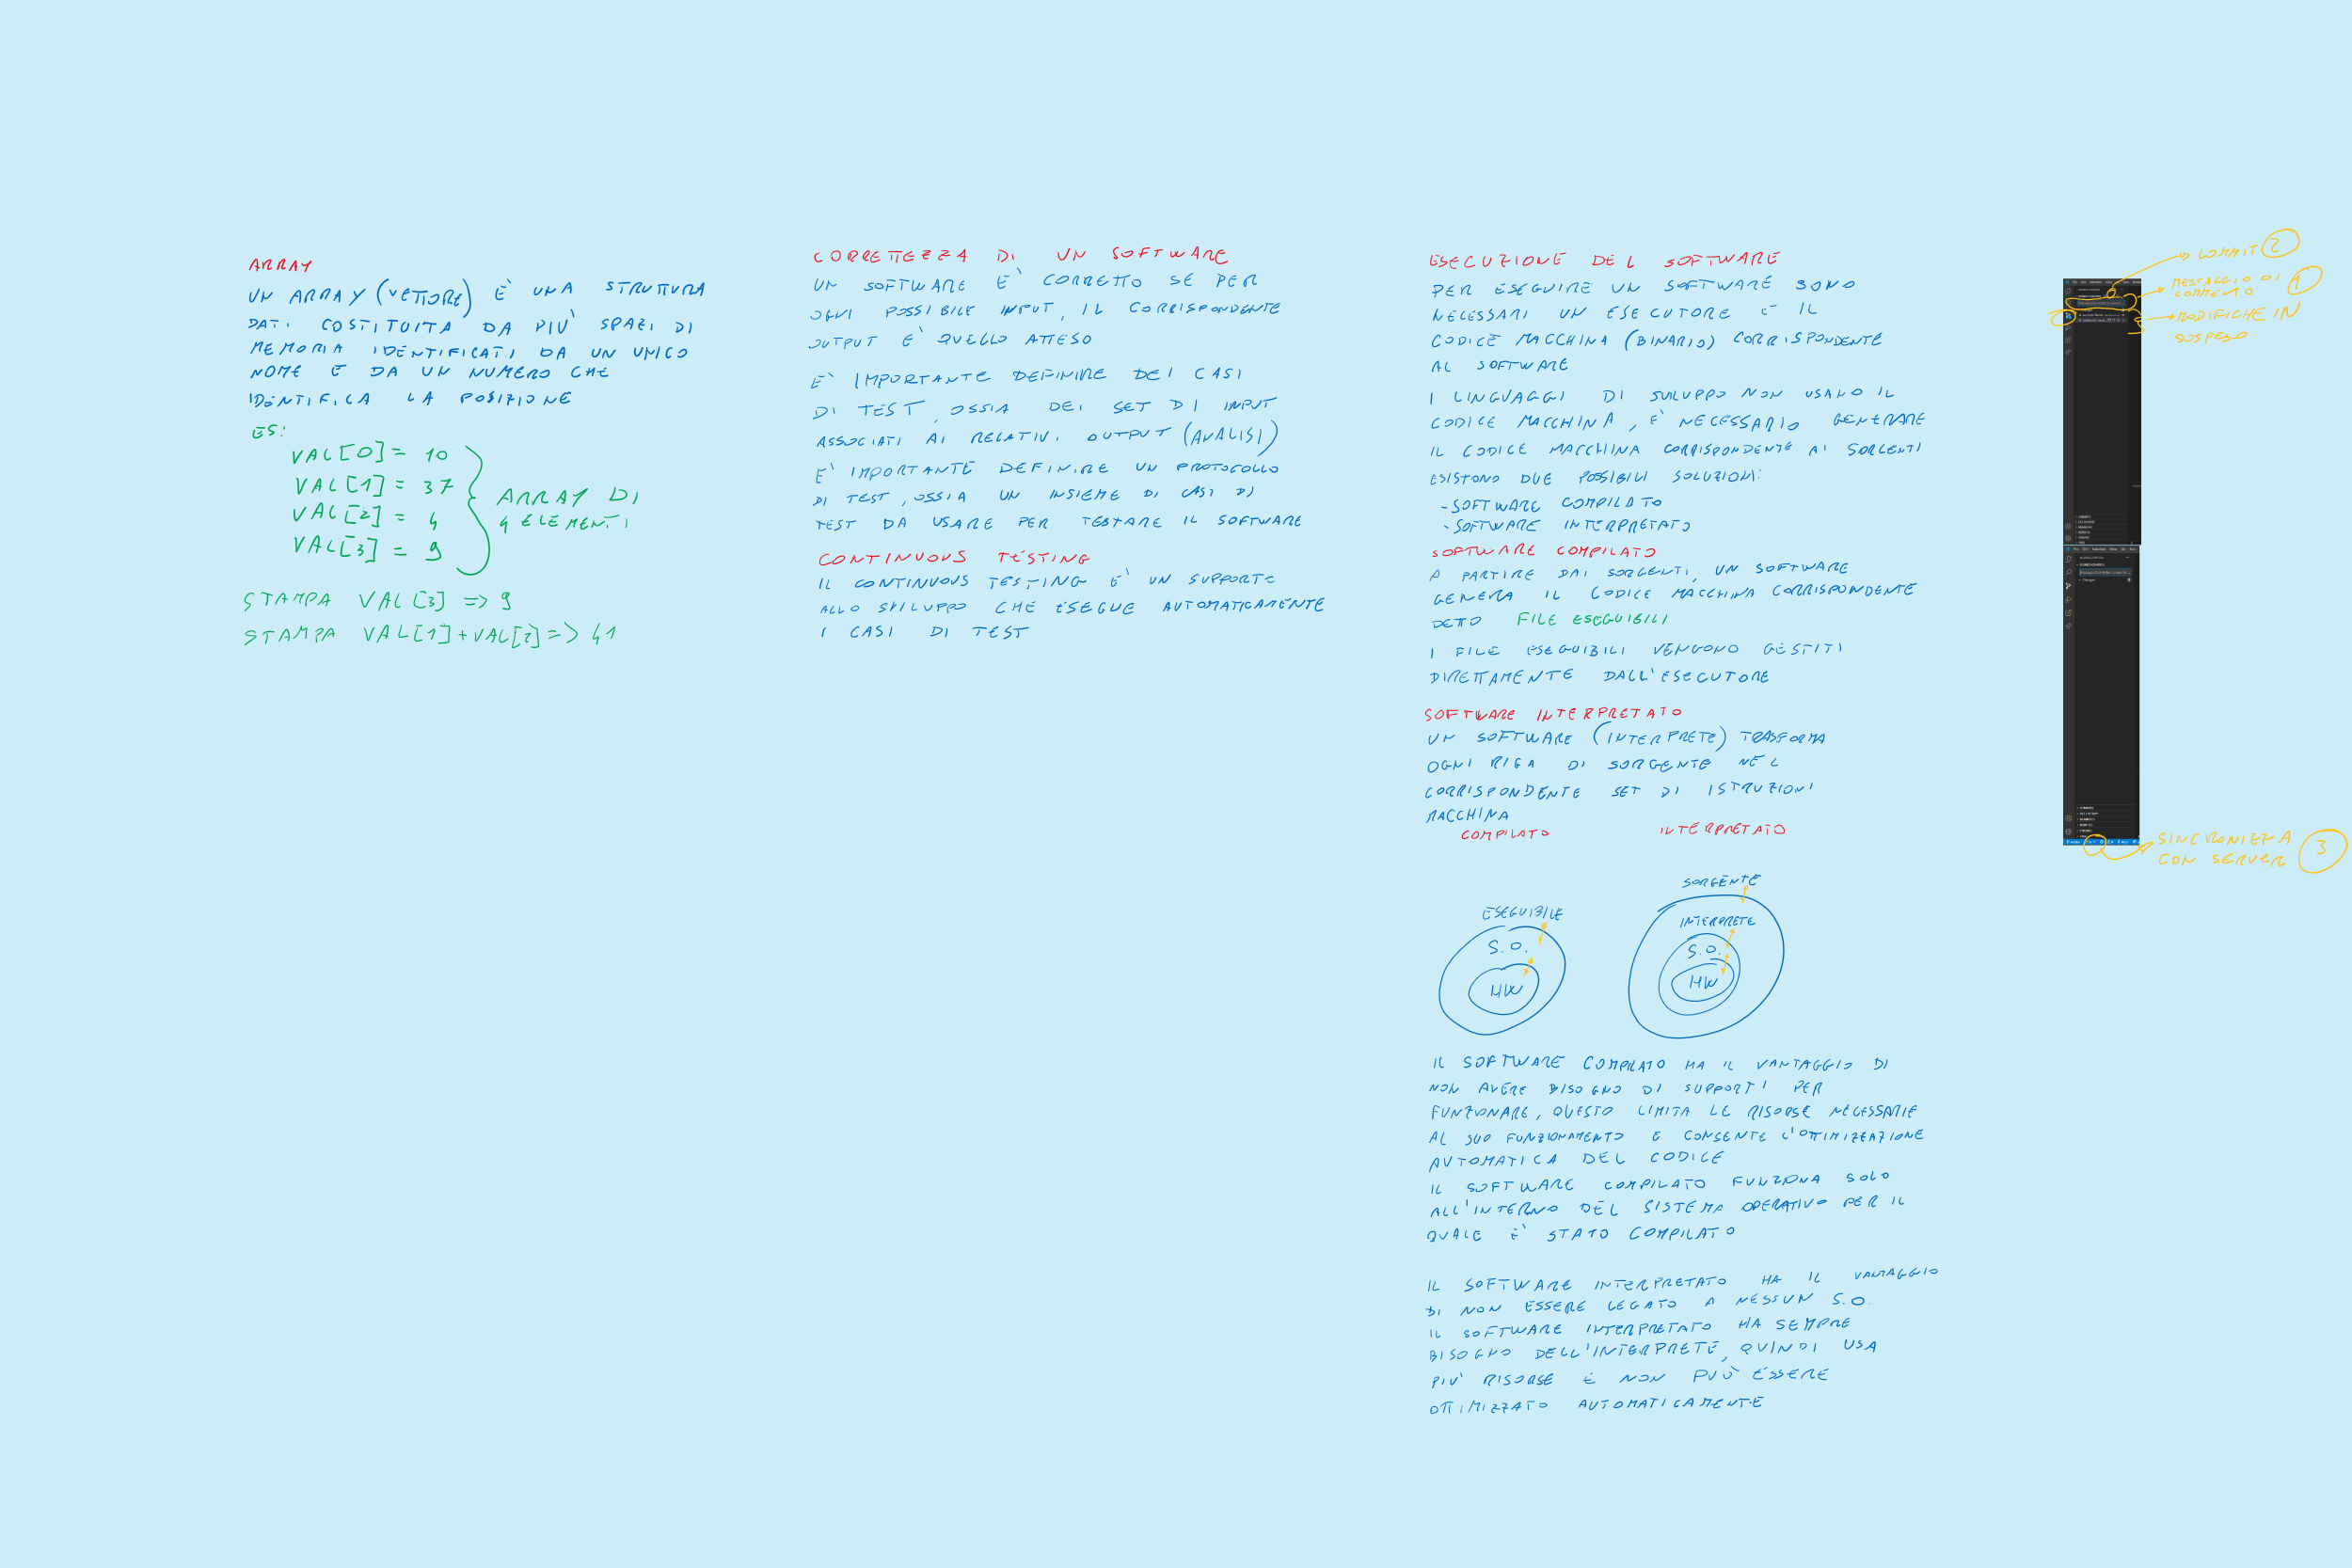 ARRAY
UN ARRAY (VETTORE) È UNA STRUTTURA
DATI COSTITUITA DA PIÙ SPAZI DI
MEMORIA IDENTIFICATI DA UN UNICO
NOME E DA UN NUMERO CHE
IDENTIFICA LA POSIZIONE
ES:
VAL[0] = 10
VAL[1] = 37
VAL[2] = 4
VAL[3] = 9
ARRAY DI
4 ELEMENTI
STAMPA VAL[3] => 9
STAMPA VAL[1]+VAL[2] => 41
CORRETTEZZA DI UN SOFTWARE
UN SOFTWARE E' CORRETTO SE PER
OGNI POSSIBILE INPUT, IL CORRISPONDENTE
OUTPUT E' QUELLO ATTESO
E' IMPORTANTE DEFINIRE DEI CASI
DI TEST, OSSIA DEI SET DI INPUT
ASSOCIATI AI RELATIVI OUTPUT (ANALISI)
E' IMPORTANTE DEFINIRE UN PROTOCOLLO
DI TEST, OSSIA UN INSIEME DI CASI DI
TEST DA USARE PER TESTARE IL SOFTWARE
CONTINUOUS TESTING
IL CONTINUOUS TESTING E' UN SUPPORTO
ALLO SVILUPPO CHE ESEGUE AUTOMATICAMENTE
I CASI DI TEST
ESECUZIONE DEL SOFTWARE
PER ESEGUIRE UN SOFTWARE SONO
NECESSARI UN ESECUTORE E IL
CODICE MACCHINA (BINARIO) CORRISPONDENTE
AL SOFTWARE
I LINGUAGGI DI SVILUPPO NON USANO IL
CODICE MACCHINA, E' NECESSARIO GENERARE
IL CODICE MACCHINA CORRISPONDENTE AI SORGENTI
ESISTONO DUE POSSIBILI SOLUZIONI:
- SOFTWARE COMPILATO
- SOFTWARE INTERPRETATO
SOFTWARE COMPILATO
A PARTIRE DAI SORGENTI, UN SOFTWARE
GENERA IL CODICE MACCHINA CORRISPONDENTE
DETTO FILE ESEGUIBILI
I FILE ESEGUIBILI VENGONO GESTITI
DIRETTAMENTE DALL'ESECUTORE
SOFTWARE INTERPRETATO
UN SOFTWARE (INTERPRETE) TRASFORMA
OGNI RIGA DI SORGENTE NEL
CORRISPONDENTE SET DI ISTRUZIONI
MACCHINA
COMPILATO INTERPRETATO
ESEGUIBILE
S.O.
HW
SORGENTE
INTERPRETE
S.O.
HW
IL SOFTWARE COMPILATO HA IL VANTAGGIO DI
NON AVERE BISOGNO DI SUPPORTI PER
FUNZIONARE, QUESTO LIMITA LE RISORSE NECESSARIE
AL SUO FUNZIONAMENTO E CONSENTE L'OTTIMIZZAZIONE
AUTOMATICA DEL CODICE
IL SOFTWARE COMPILATO FUNZIONA SOLO
ALL'INTERNO DEL SISTEMA OPERATIVO PER IL
QUALE E' STATO COMPILATO
IL SOFTWARE INTERPRETATO HA IL VANTAGGIO
DI NON ESSERE LEGATO A NESSUN S.O.
IL SOFTWARE INTERPRETATO HA SEMPRE
BISOGNO DELL'INTERPRETE, QUINDI USA
PIU' RISORSE E NON PUÒ ESSERE
OTTIMIZZATO AUTOMATICAMENTE
COMMIT 2
MESSAGGIO DI 1
COMMENTO
MODIFICHE IN
SOSPESO
SINCRONIZZA
CON SERVER 3